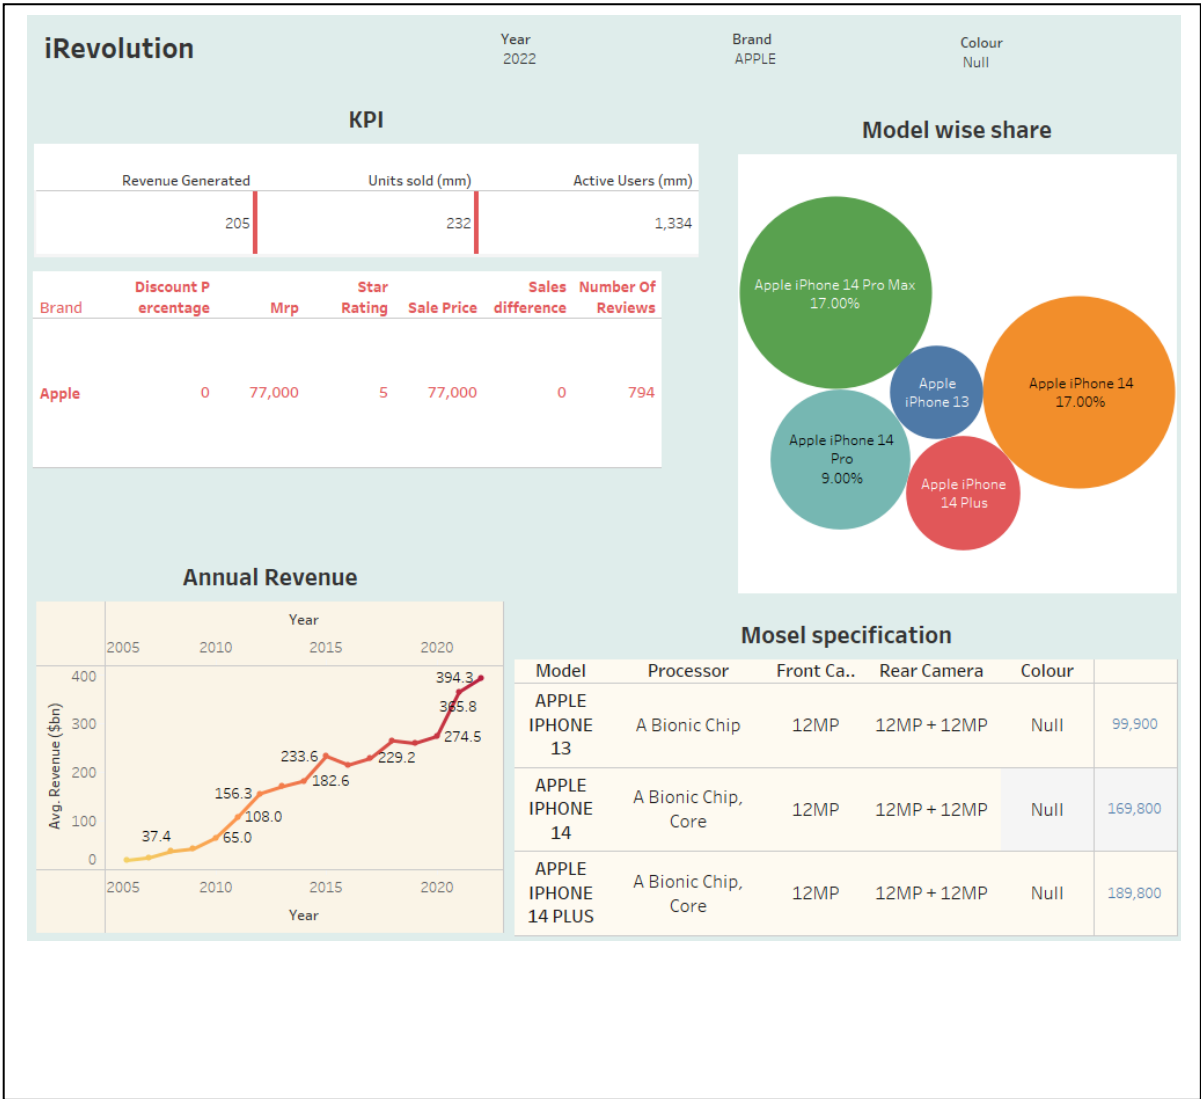 iRevolution
Year
2022
Brand
APPLE
Colour
Null
KPI
Revenue Generated Units sold (mm) Active Users (mm)
205 232 1,334
Brand Discount P ercentage Mrp Star Rating Sale Price Sales difference Number Of Reviews
Apple 0 77,000 5 77,000 0 794
Model wise share
Apple iPhone 14 Pro Max
17.00%
Apple
iPhone 13
Apple iPhone 14
17.00%
Apple iPhone 14
Pro
9.00%
Apple iPhone
14 Plus
Annual Revenue
Year
2005 2010 2015 2020
Avg. Revenue ($bn)
400
300
200
100
0
37.4
65.0
108.0
156.3
182.6
233.6
229.2
274.5
365.8
394.3
2005 2010 2015 2020
Year
Mosel specification
Model Processor Front Ca.. Rear Camera Colour
APPLE
IPHONE
13
A Bionic Chip 12MP 12MP + 12MP Null 99,900
APPLE
IPHONE
14
A Bionic Chip,
Core
12MP 12MP + 12MP Null 169,800
APPLE
IPHONE
14 PLUS
A Bionic Chip,
Core
12MP 12MP + 12MP Null 189,800